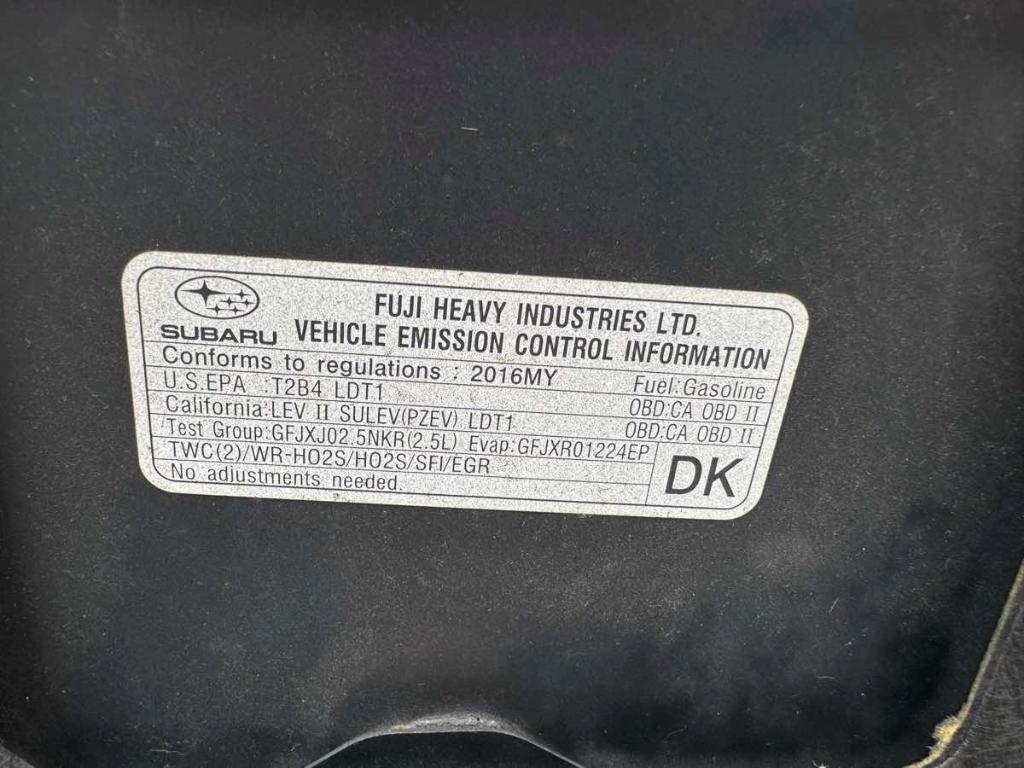 SUBARU
FUJI HEAVY INDUSTRIES LTD.
VEHICLE EMISSION CONTROL INFORMATION
Conforms to regulations : 2016MY Fuel:Gasoline
U.S.EPA :T2B4 LDT1 OBD:CA OBD II
California:LEV II SULEV(PZEV) LDT1 OBD:CA OBD II
Test Group:GFJXJ02.5NKR(2.5L) Evap:GFJXR01224EP
TWC(2)/WR-HO2S/HO2S/SFI/EGR
No adjustments needed.
DK